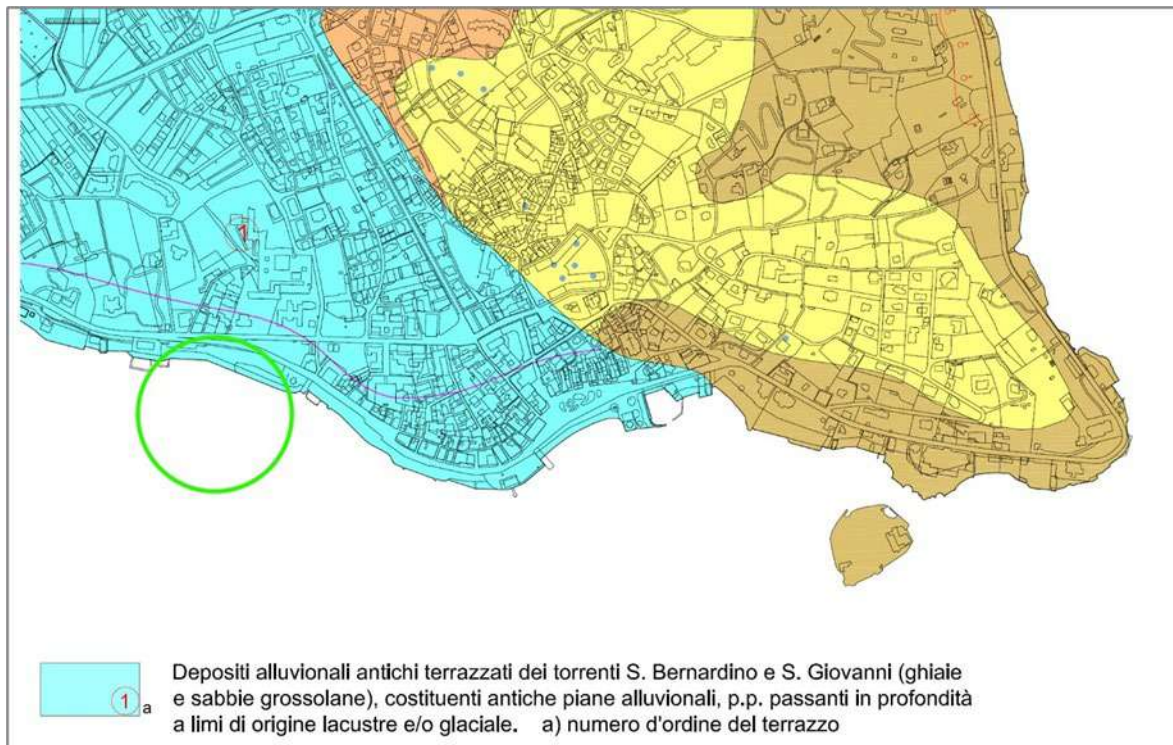 1
Depositi alluvionali antichi terrazzati dei torrenti S. Bernardino e S. Giovanni (ghiaie
1 a e sabbie grossolane), costituenti antiche piane alluvionali, p.p. passanti in profondità
a limi di origine lacustre e/o glaciale. a) numero d'ordine del terrazzo